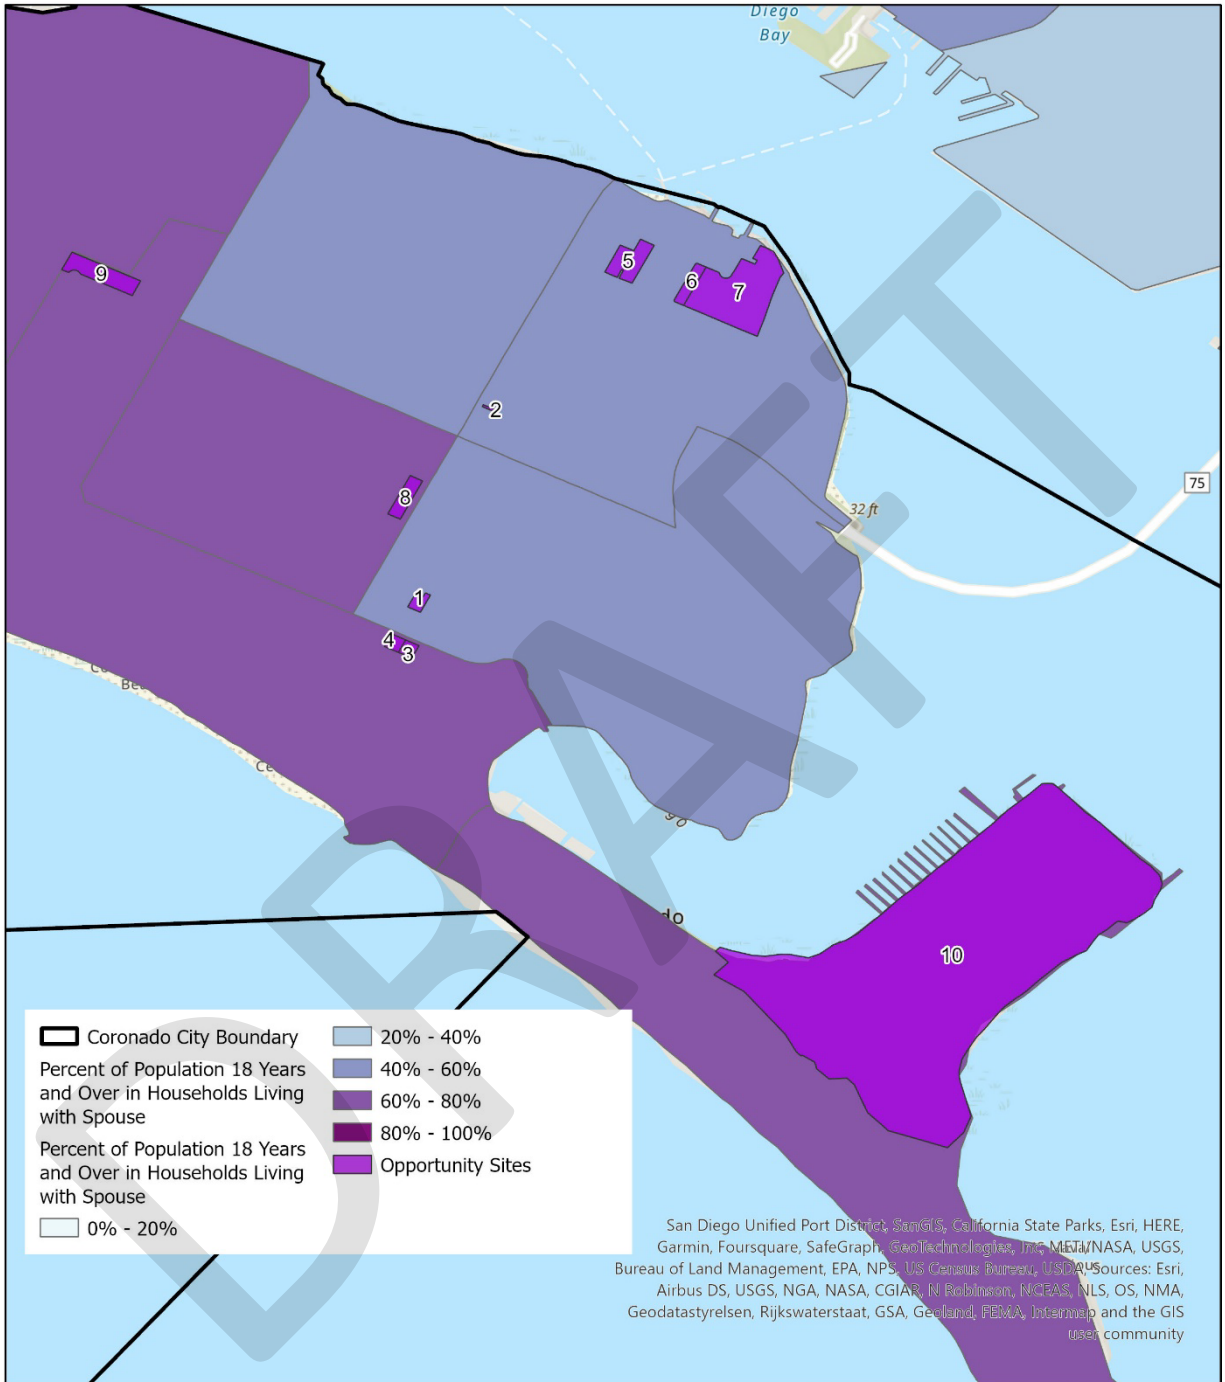 Diego
Bay
9
5
6
7
2
75
8
32 ft
1
4
3
do
10
Coronado City Boundary
Percent of Population 18 Years
and Over in Households Living
with Spouse
Percent of Population 18 Years
and Over in Households Living
with Spouse
0% - 20%
20% - 40%
40% - 60%
60% - 80%
80% - 100%
Opportunity Sites
San Diego Unified Port District, SanGIS, California State Parks, Esri, HERE,
Garmin, Foursquare, SafeGraph, GeoTechnologies, Inc, METI/NASA, USGS,
Bureau of Land Management, EPA, NPS, US Census Bureau, USDA, Sources: Esri,
Airbus DS, USGS, NGA, NASA, CGIAR, N Robinson, NCEAS, NLS, OS, NMA,
Geodatastyrelsen, Rijkswaterstaat, GSA, Geoland, FEMA, Intermap and the GIS
user community
DRAFT